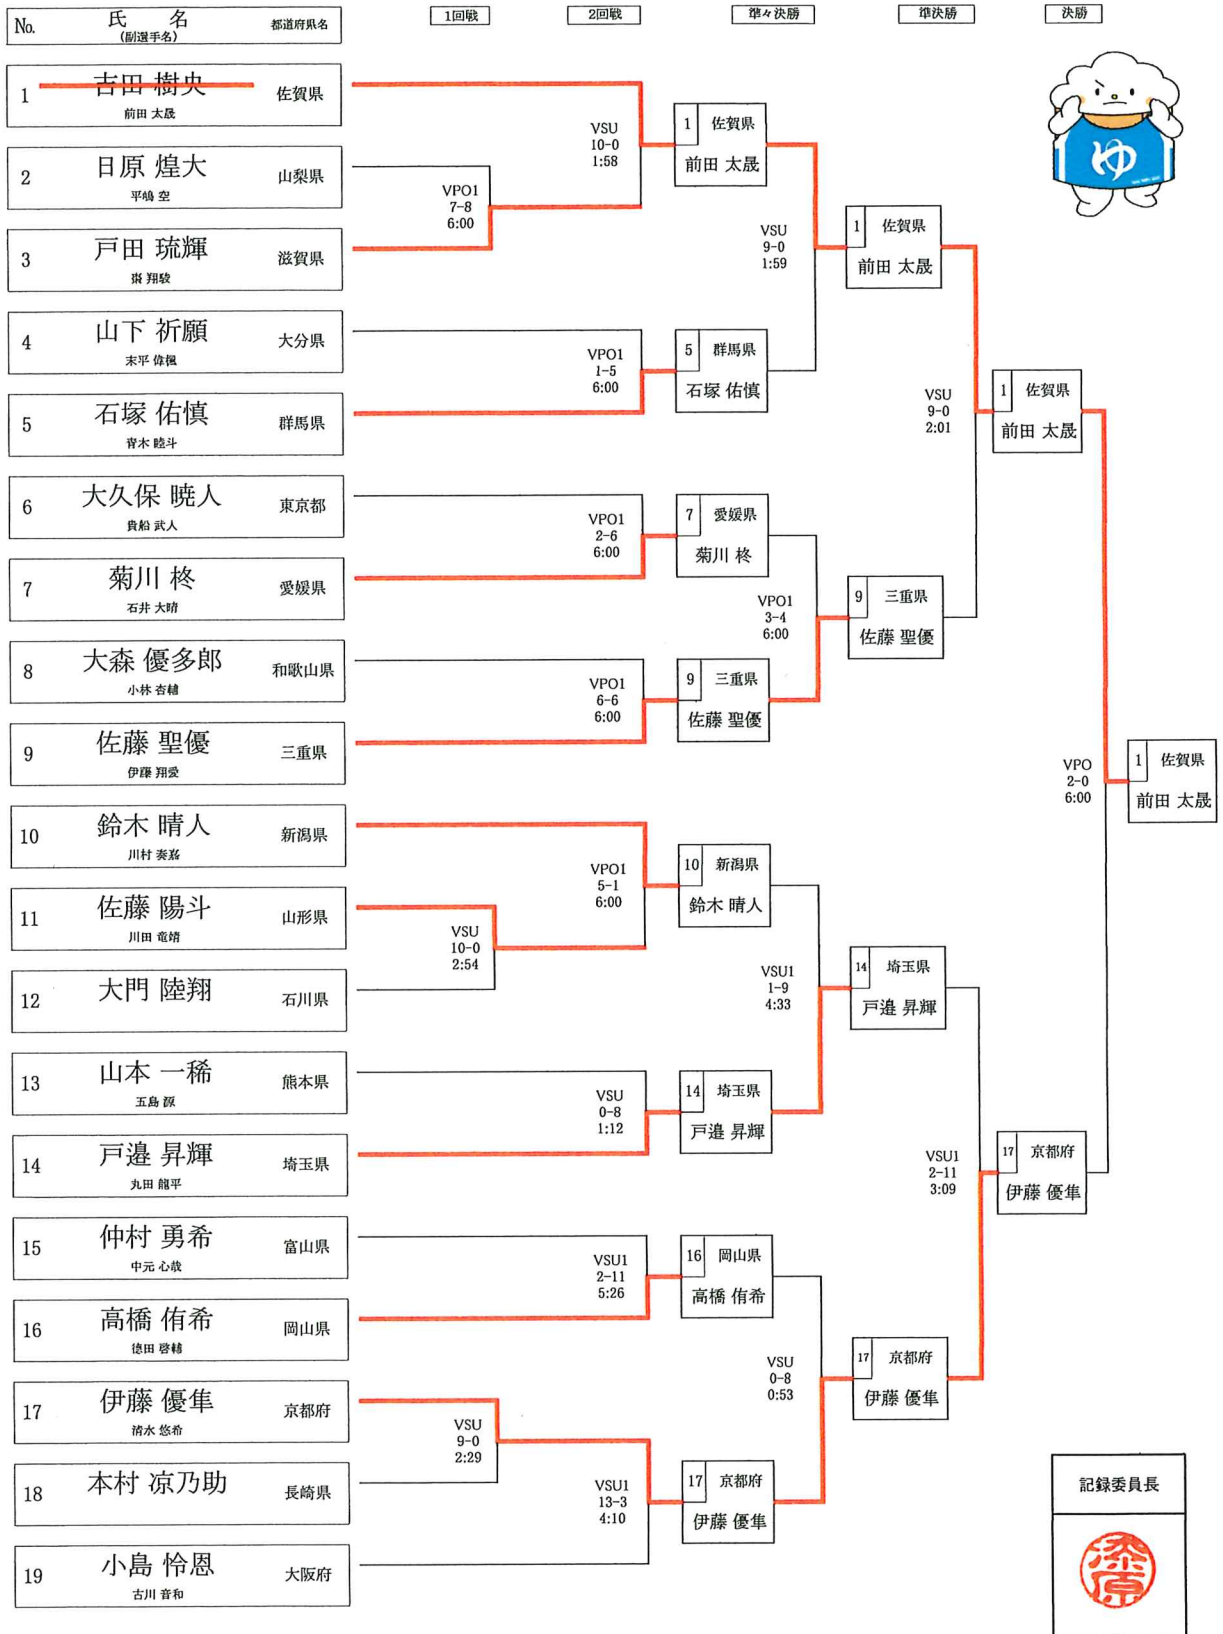 No. 氏 名 (副選手名) 都道府県名 1回戦 2回戦 準々決勝 準決勝 決勝
1 吉田 樹央 佐賀県
前田 太晟
2 日原 煌大 山梨県
平嶋 空
3 戸田 琉輝 滋賀県
翔駿
4 山下 祈願 大分県
末平 偉楓
5 石塚 佑慎 群馬県
青木 睦斗
6 大久保 暁人 東京都
貴船 武人
7 菊川 柊 愛媛県
石井 大晴
8 大森 優多郎 和歌山県
小林 杏輔
9 佐藤 聖優 三重県
伊藤 翔愛
10 鈴木 晴人 新潟県
川村 奏嘉
11 佐藤 陽斗 山形県
川田 竜靖
12 大門 陸翔 石川県
13 山本 一稀 熊本県
五島 源
14 戸邉 昇輝 埼玉県
丸田 龍平
15 仲村 勇希 富山県
中元 心哉
16 高橋 侑希 岡山県
徳田 啓輔
17 伊藤 優隼 京都府
清水 悠希
18 本村 凉乃助 長崎県
19 小島 怜恩 大阪府
古川 音和
VPO1
7-8
6:00
VSU
10-0
2:54
VSU
9-0
2:29
VSU
10-0
1:58
VPO1
1-5
6:00
VPO1
2-6
6:00
VPO1
6-6
6:00
VPO1
5-1
6:00
VSU
0-8
1:12
VSU1
2-11
5:26
VSU1
13-3
4:10
1 佐賀県
前田 太晟
5 群馬県
石塚 佑慎
7 愛媛県
菊川 柊
9 三重県
佐藤 聖優
10 新潟県
鈴木 晴人
14 埼玉県
戸邉 昇輝
16 岡山県
高橋 侑希
17 京都府
伊藤 優隼
VSU
9-0
1:59
VPO1
3-4
6:00
VSU1
1-9
4:33
VSU
0-8
0:53
1 佐賀県
前田 太晟
9 三重県
佐藤 聖優
14 埼玉県
戸邉 昇輝
17 京都府
伊藤 優隼
VSU
9-0
2:01
VSU1
2-11
3:09
1 佐賀県
前田 太晟
17 京都府
伊藤 優隼
VPO
2-0
6:00
1 佐賀県
前田 太晟
ゆ
記録委員長
漆原